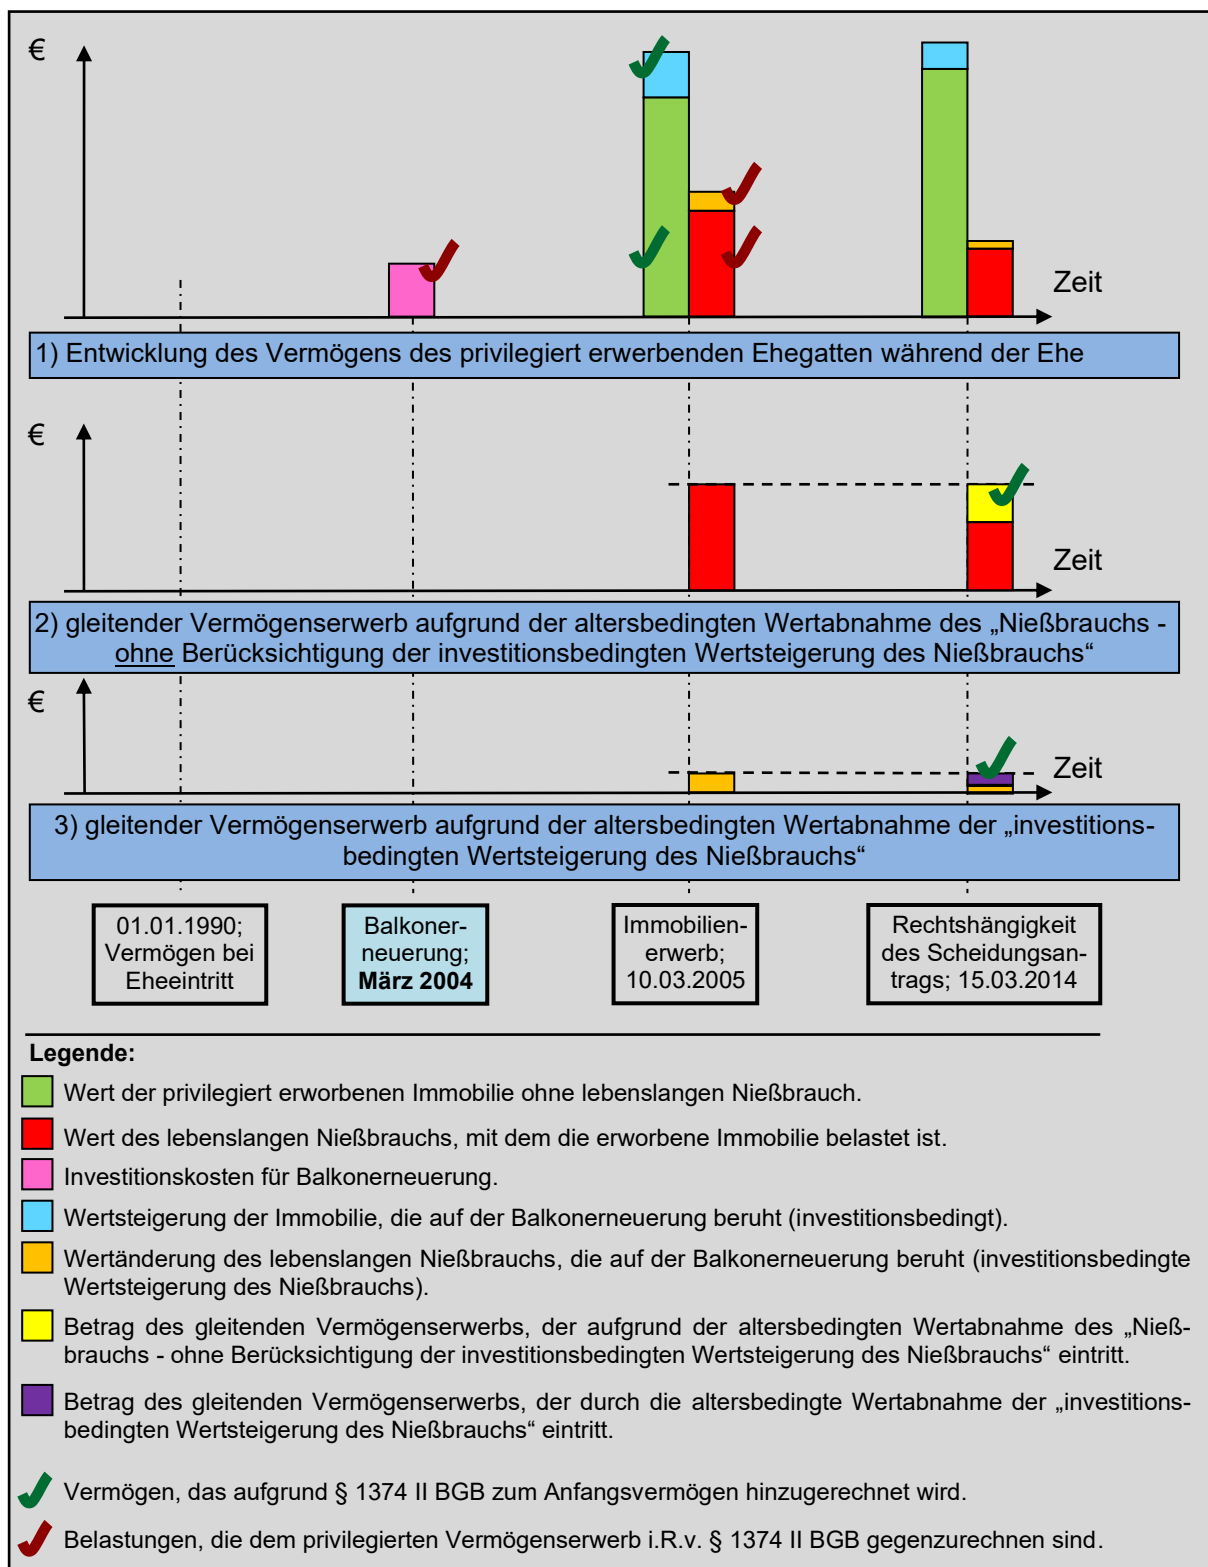 €
Zeit
1) Entwicklung des Vermögens des privilegiert erwerbenden Ehegatten während der Ehe
€
Zeit
2) gleitender Vermögenserwerb aufgrund der altersbedingten Wertabnahme des „Nießbrauchs -
ohne Berücksichtigung der investitionsbedingten Wertsteigerung des Nießbrauchs“
€
Zeit
3) gleitender Vermögenserwerb aufgrund der altersbedingten Wertabnahme der „investitions-
bedingten Wertsteigerung des Nießbrauchs“
01.01.1990;
Vermögen bei
Eheeintritt
Balkoner-
neuerung;
März 2004
Immobilien-
erwerb;
10.03.2005
Rechtshängigkeit
des Scheidungsan-
trags; 15.03.2014
Legende:
Wert der privilegiert erworbenen Immobilie ohne lebenslangen Nießbrauch.
Wert des lebenslangen Nießbrauchs, mit dem die erworbene Immobilie belastet ist.
Investitionskosten für Balkonerneuerung.
Wertsteigerung der Immobilie, die auf der Balkonerneuerung beruht (investitionsbedingt).
Wertänderung des lebenslangen Nießbrauchs, die auf der Balkonerneuerung beruht (investitionsbedingte
Wertsteigerung des Nießbrauchs).
Betrag des gleitenden Vermögenserwerbs, der aufgrund der altersbedingten Wertabnahme des „Nieß-
brauchs - ohne Berücksichtigung der investitionsbedingten Wertsteigerung des Nießbrauchs“ eintritt.
Betrag des gleitenden Vermögenserwerbs, der durch die altersbedingte Wertabnahme der „investitions-
bedingten Wertsteigerung des Nießbrauchs“ eintritt.
Vermögen, das aufgrund § 1374 II BGB zum Anfangsvermögen hinzugerechnet wird.
Belastungen, die dem privilegierten Vermögenserwerb i.R.v. § 1374 II BGB gegenzurechnen sind.